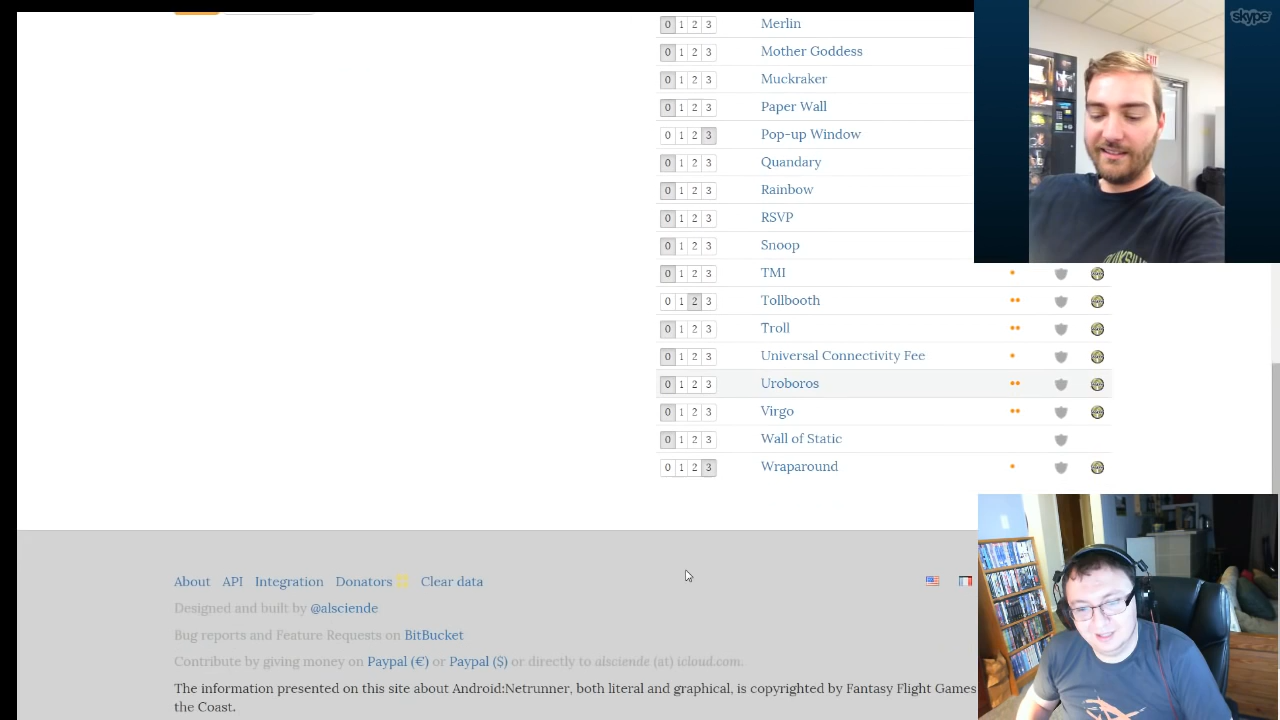 skype
0 1 2 3 Merlin
0 1 2 3 Mother Goddess
EXIT
0 1 2 3 Muckraker
0 1 2 3 Paper Wall
0 1 2 3 Pop-up Window
0 1 2 3 Quandary
0 1 2 3 Rainbow
0 1 2 3 RSVP
0 1 2 3 Snoop
0 1 2 3 TMI
0 1 2 3 Tollbooth
0 1 2 3 Troll
0 1 2 3 Universal Connectivity Fee
0 1 2 3 Uroboros
0 1 2 3 Virgo
0 1 2 3 Wall of Static
0 1 2 3 Wraparound
About API Integration Donators Clear data
Designed and built by @alsciende
Bug reports and Feature Requests on BitBucket
Contribute by giving money on Paypal (€) or Paypal ($) or directly to alsciende (at) icloud.com.
The information presented on this site about Android:Netrunner, both literal and graphical, is copyrighted by Fantasy Flight Games
the Coast.